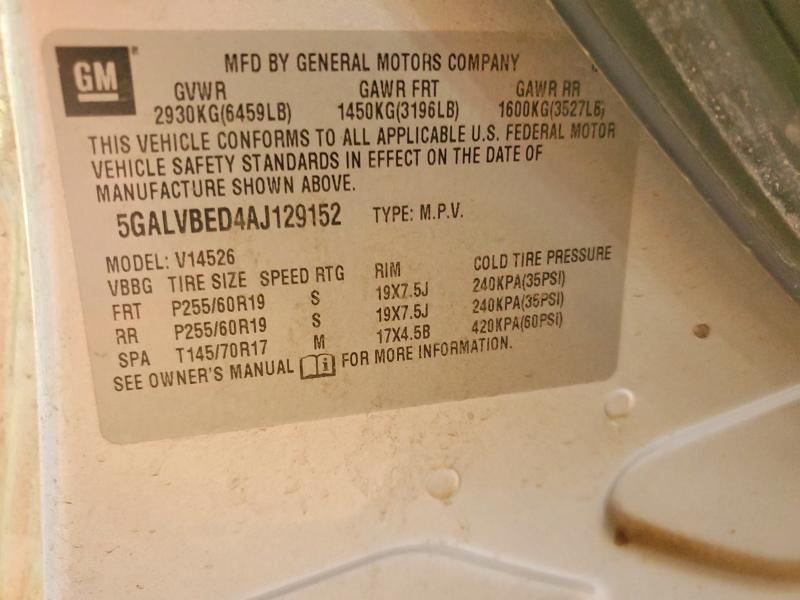 GM
MFD BY GENERAL MOTORS COMPANY
GVWR GAWR FRT GAWR RR
2930KG(6459LB) 1450KG(3196LB) 1600KG(3527LB)
THIS VEHICLE CONFORMS TO ALL APPLICABLE U.S. FEDERAL MOTOR
VEHICLE SAFETY STANDARDS IN EFFECT ON THE DATE OF
MANUFACTURE SHOWN ABOVE.
5GALVBED4AJ129152 TYPE: M.P.V.
MODEL: V14526
VBBG TIRE SIZE SPEED RTG RIM COLD TIRE PRESSURE
FRT P255/60R19 S 19X7.5J 240KPA(35PSI)
RR P255/60R19 S 19X7.5J 240KPA(35PSI)
SPA T145/70R17 M 17X4.5B 420KPA(60PSI)
SEE OWNER'S MANUAL FOR MORE INFORMATION.